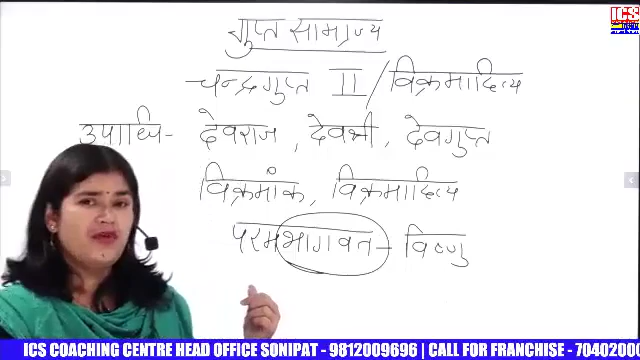 ICS
गुप्त साम्राज्य
चन्द्रगुप्त II / विक्रमादित्य
उपाधि - देवराज, देवश्री, देवगुप्त
विक्रमांक, विक्रमादित्य
परमभागवत - विष्णु
ICS COACHING CENTRE HEAD OFFICE SONIPAT - 9812009696 | CALL FOR FRANCHISE - 70402000